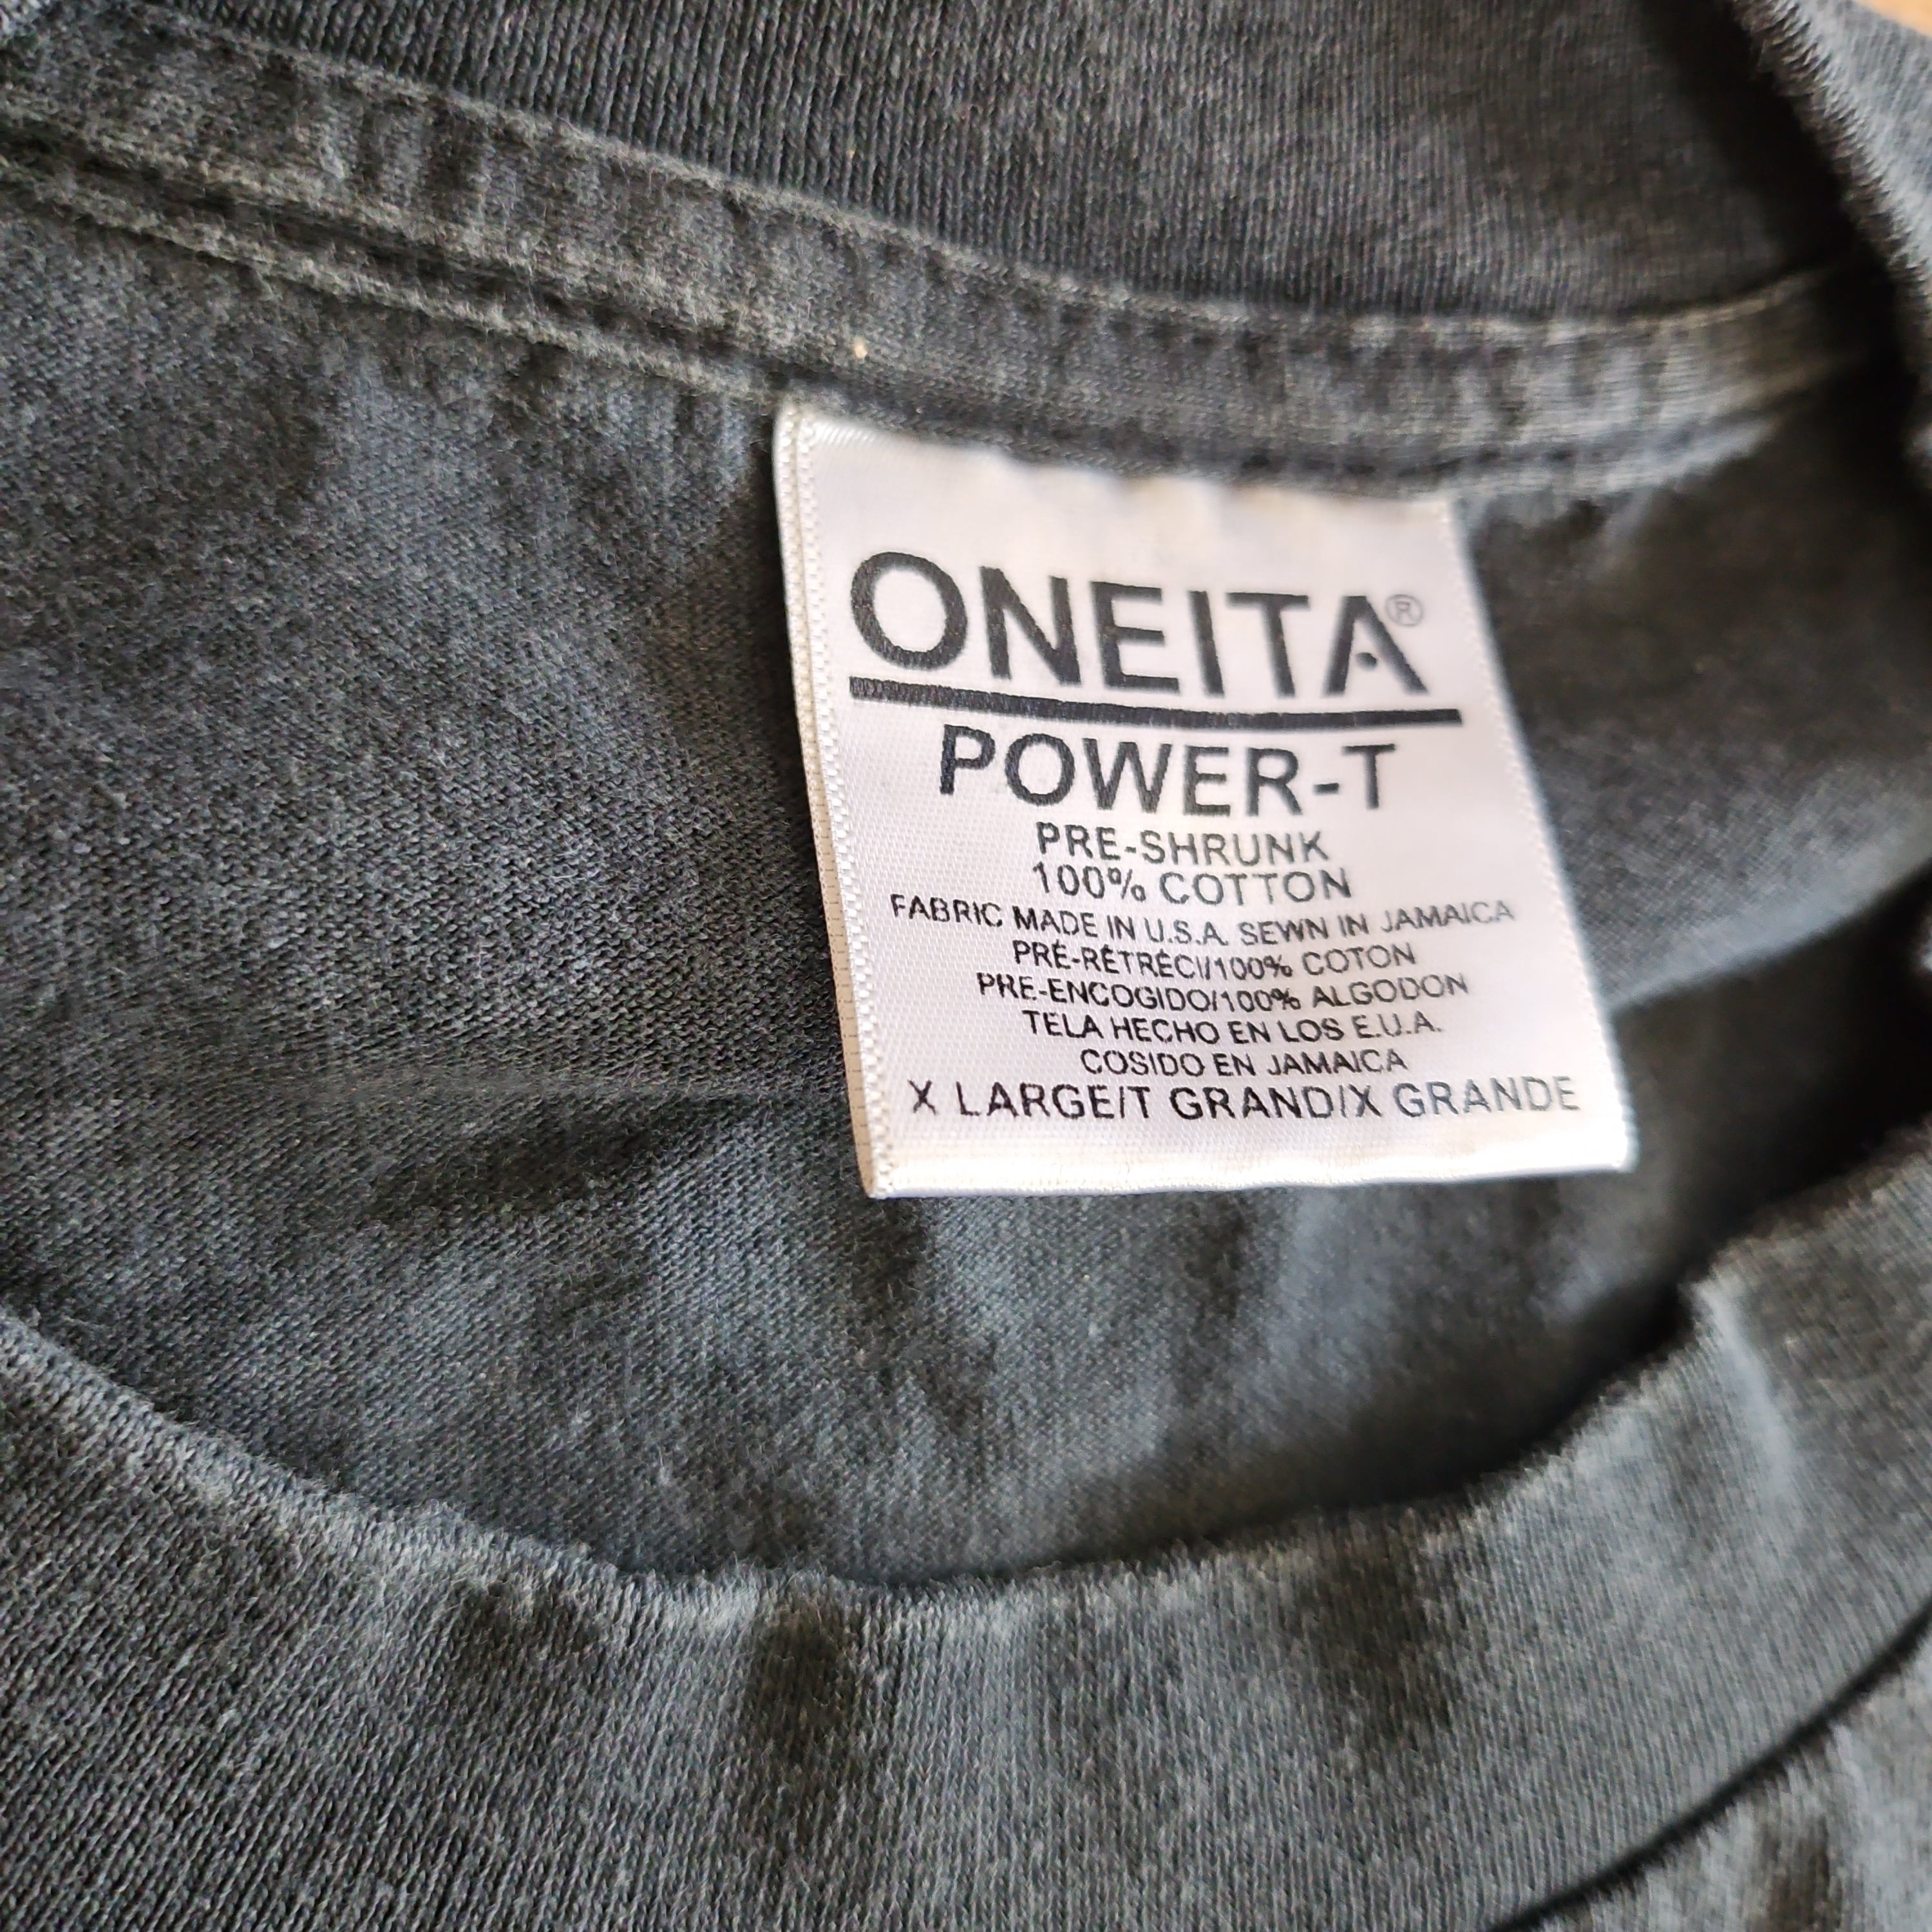 ONEITA®
POWER-T
PRE-SHRUNK
100% COTTON
FABRIC MADE IN U.S.A. SEWN IN JAMAICA
PRÉ-RÉTRÉCI/100% COTON
PRE-ENCOGIDO/100% ALGODON
TELA HECHO EN LOS E.U.A.
COSIDO EN JAMAICA
X LARGE/T GRAND/X GRANDE